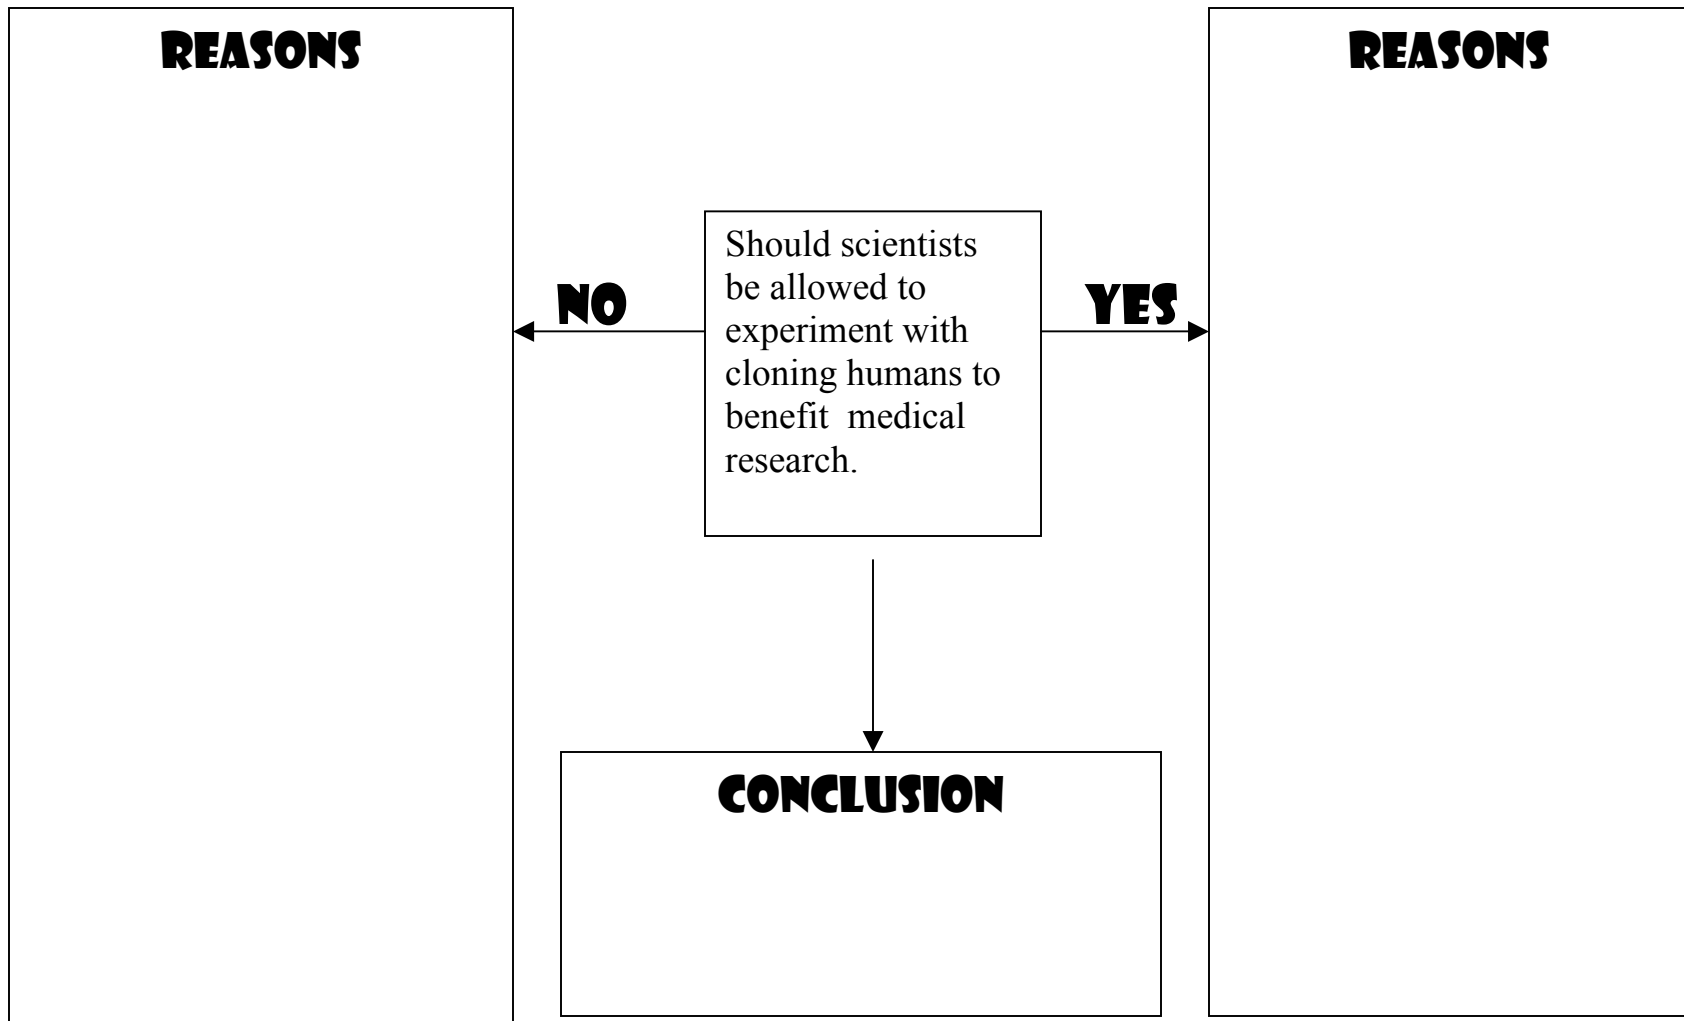 REASONS
REASONS
NO
Should scientists
be allowed to
experiment with
cloning humans to
benefit  medical
research.
YES
CONCLUSION